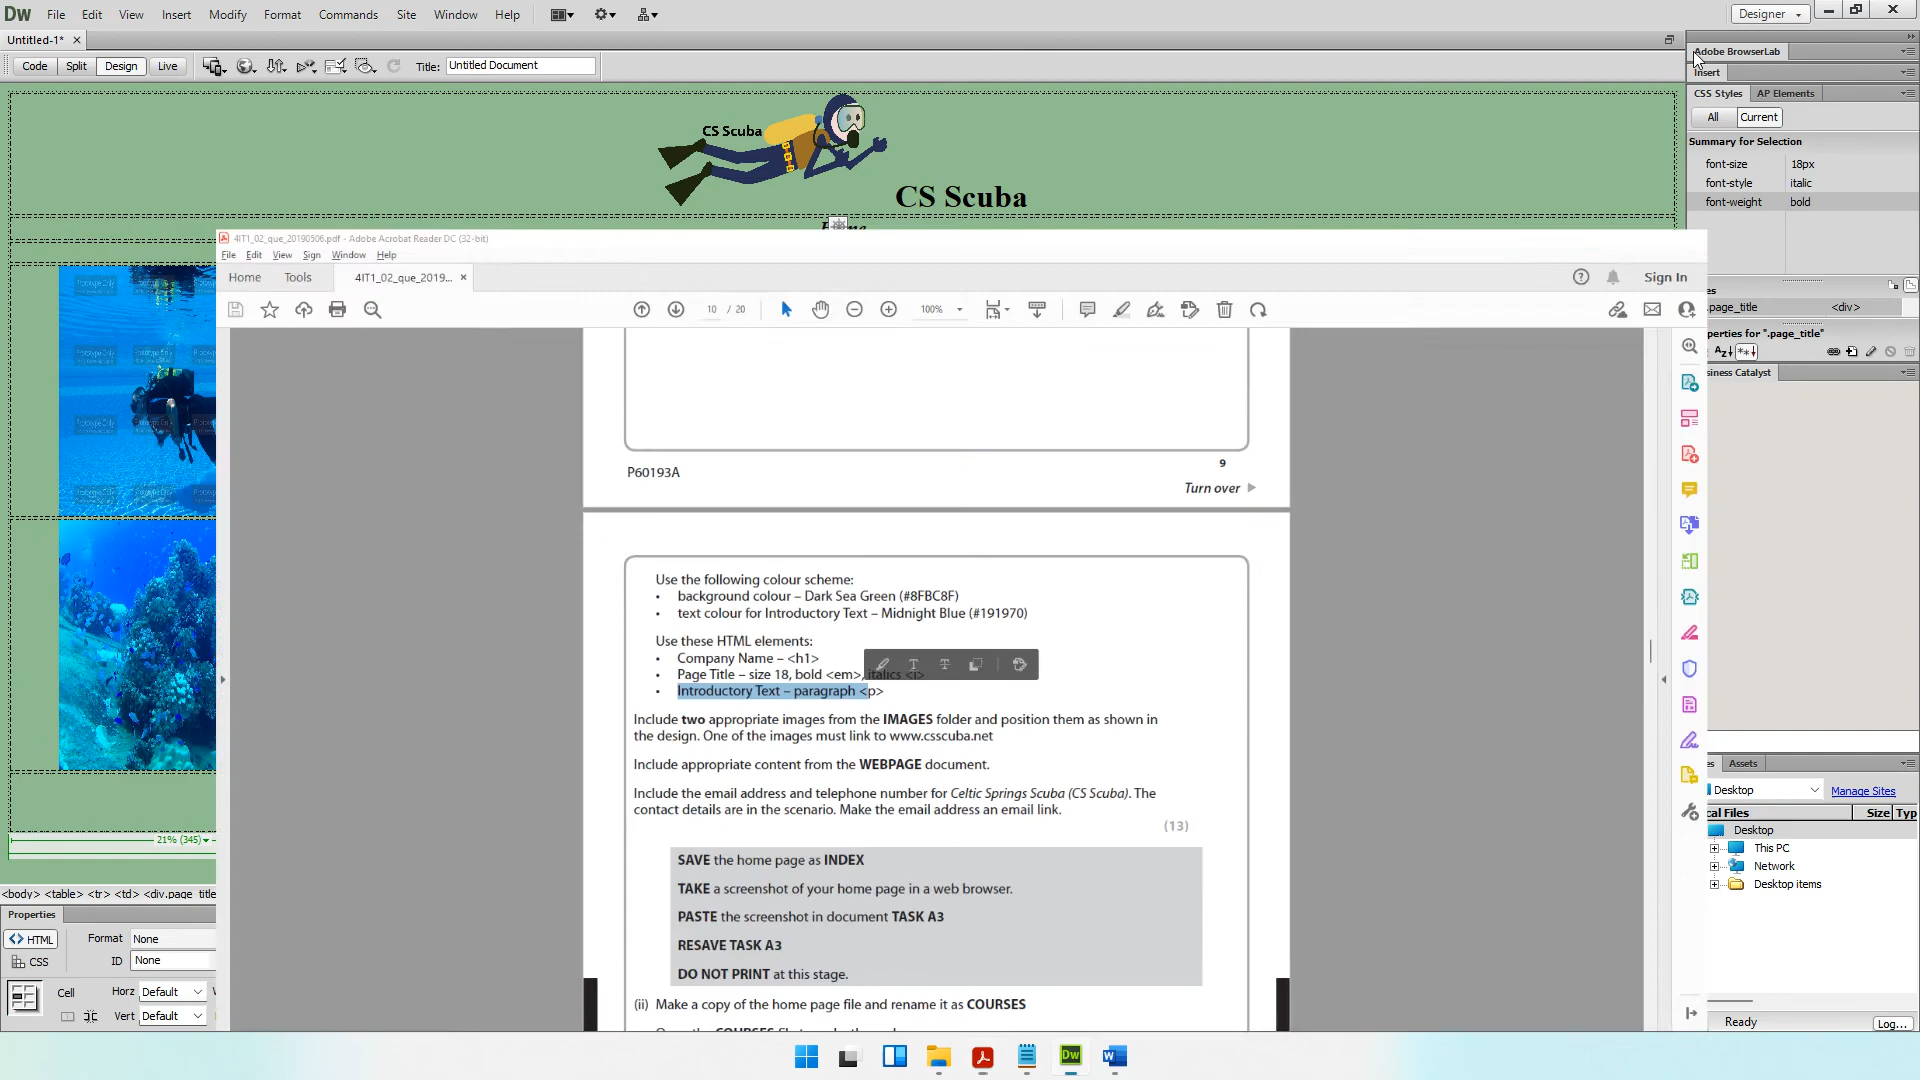 Dw File Edit View Insert Modify Format Commands Site Window Help Designer
Untitled-1*
Code Split Design Live Title: Untitled Document
Adobe BrowserLab
Insert
CSS Styles AP Elements
All Current
Summary for Selection
font-size 18px
font-style italic
font-weight bold
CS Scuba
CS Scuba
4IT1_02_que_20190506.pdf - Adobe Acrobat Reader DC (32-bit)
File Edit View Sign Window Help
Home Tools 4IT1_02_que_2019... Sign In
10 / 20 100%
.page_title <div>
perties for ".page_title"
siness Catalyst
P60193A
9
Turn over
Use the following colour scheme:
• background colour – Dark Sea Green (#8FBC8F)
• text colour for Introductory Text – Midnight Blue (#191970)
Use these HTML elements:
• Company Name – <h1>
• Page Title – size 18, bold <em>, italics <i>
• Introductory Text – paragraph <p>
Include two appropriate images from the IMAGES folder and position them as shown in
the design. One of the images must link to www.csscuba.net
Include appropriate content from the WEBPAGE document.
Include the email address and telephone number for Celtic Springs Scuba (CS Scuba). The
contact details are in the scenario. Make the email address an email link.
(13)
SAVE the home page as INDEX
TAKE a screenshot of your home page in a web browser.
PASTE the screenshot in document TASK A3
RESAVE TASK A3
DO NOT PRINT at this stage.
(ii) Make a copy of the home page file and rename it as COURSES
21% (345)
<body> <table> <tr> <td> <div.page_title
Properties
HTML Format None
CSS ID None
Cell Horz Default
Vert Default
Assets
Desktop Manage Sites
cal Files Size Typ
Desktop
This PC
Network
Desktop items
Ready Log...